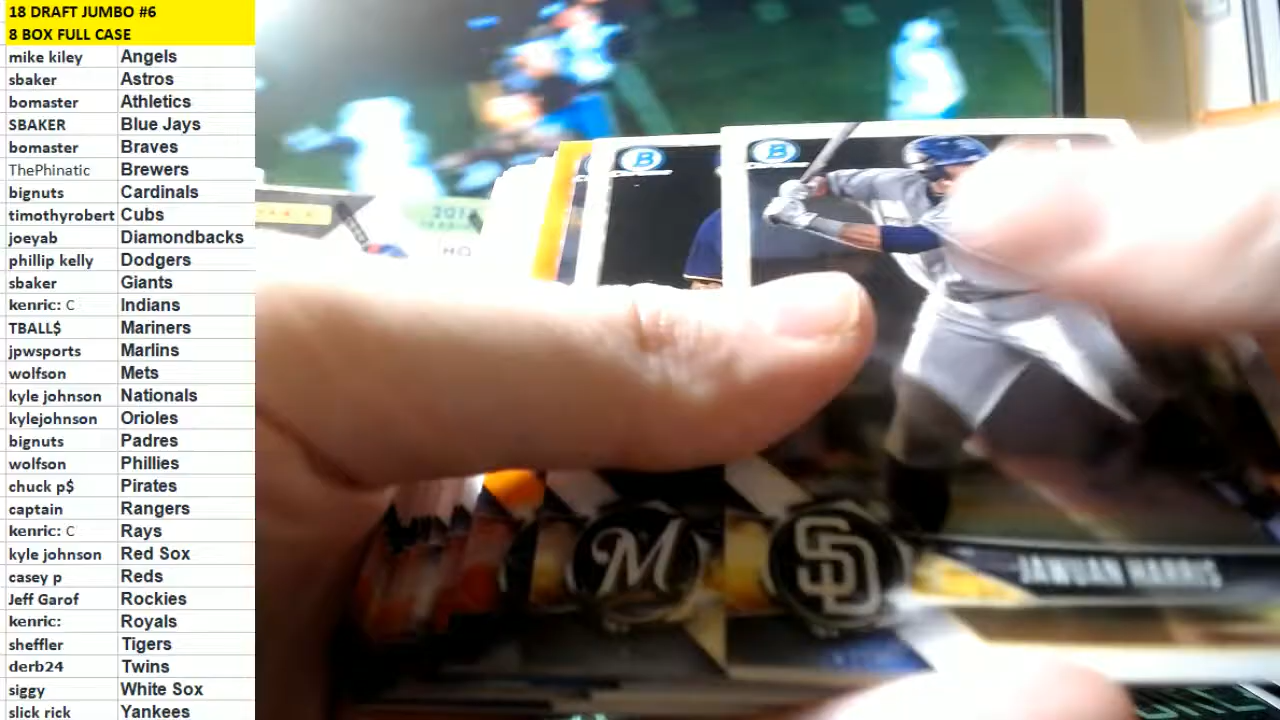 18 DRAFT JUMBO #6
8 BOX FULL CASE
mike kiley Angels
sbaker Astros
bomaster Athletics
SBAKER Blue Jays
bomaster Braves
ThePhinatic Brewers
bignuts Cardinals
timothyrobert Cubs
joeyab Diamondbacks
phillip kelly Dodgers
sbaker Giants
kenric: C Indians
TBALL$ Mariners
jpwsports Marlins
wolfson Mets
kyle johnson Nationals
kylejohnson Orioles
bignuts Padres
wolfson Phillies
chuck p$ Pirates
captain Rangers
kenric: C Rays
kyle johnson Red Sox
casey p Reds
Jeff Garof Rockies
kenric: Royals
sheffler Tigers
derb24 Twins
siggy White Sox
slick rick Yankees
B
B
M
SD
JAWUAN HARRIS